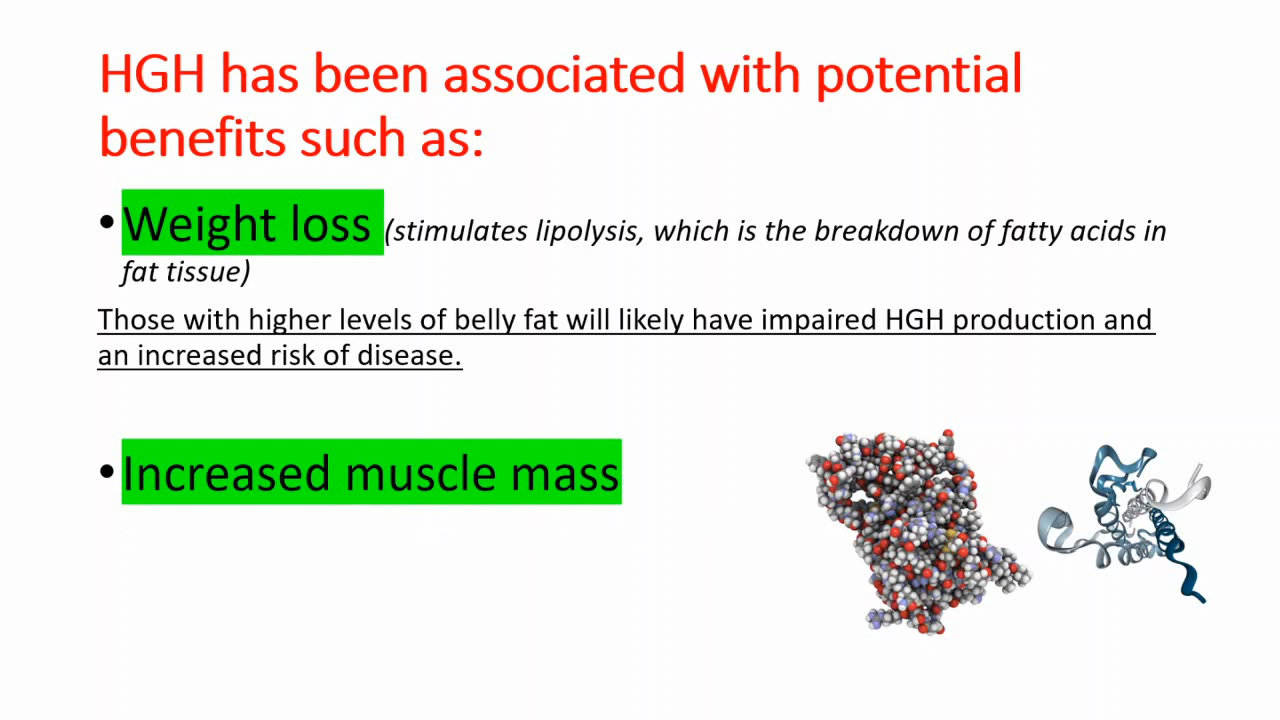 HGH has been associated with potential
benefits such as:
•Weight loss (stimulates lipolysis, which is the breakdown of fatty acids in
fat tissue)
Those with higher levels of belly fat will likely have impaired HGH production and
an increased risk of disease.
•Increased muscle mass